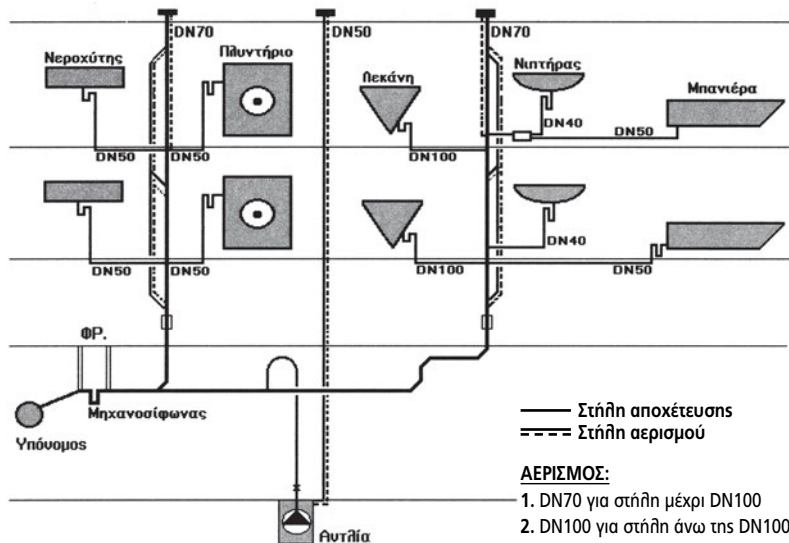 DN70
DN50
DN70
Νεροχύτης
Πλυντήριο
Λεκάνη
Νιπτήρας
Μπανιέρα
DN40
DN50
DN50
DN50
DN100
DN40
DN50
DN50
DN100
DN50
ΦΡ.
Μηχανοσίφωνας
Υπόνομος
Αντλία
Στήλη αποχέτευσης
Στήλη αερισμού
ΑΕΡΙΣΜΟΣ:
1. DN70 για στήλη μέχρι DN100
2. DN100 για στήλη άνω της DN100